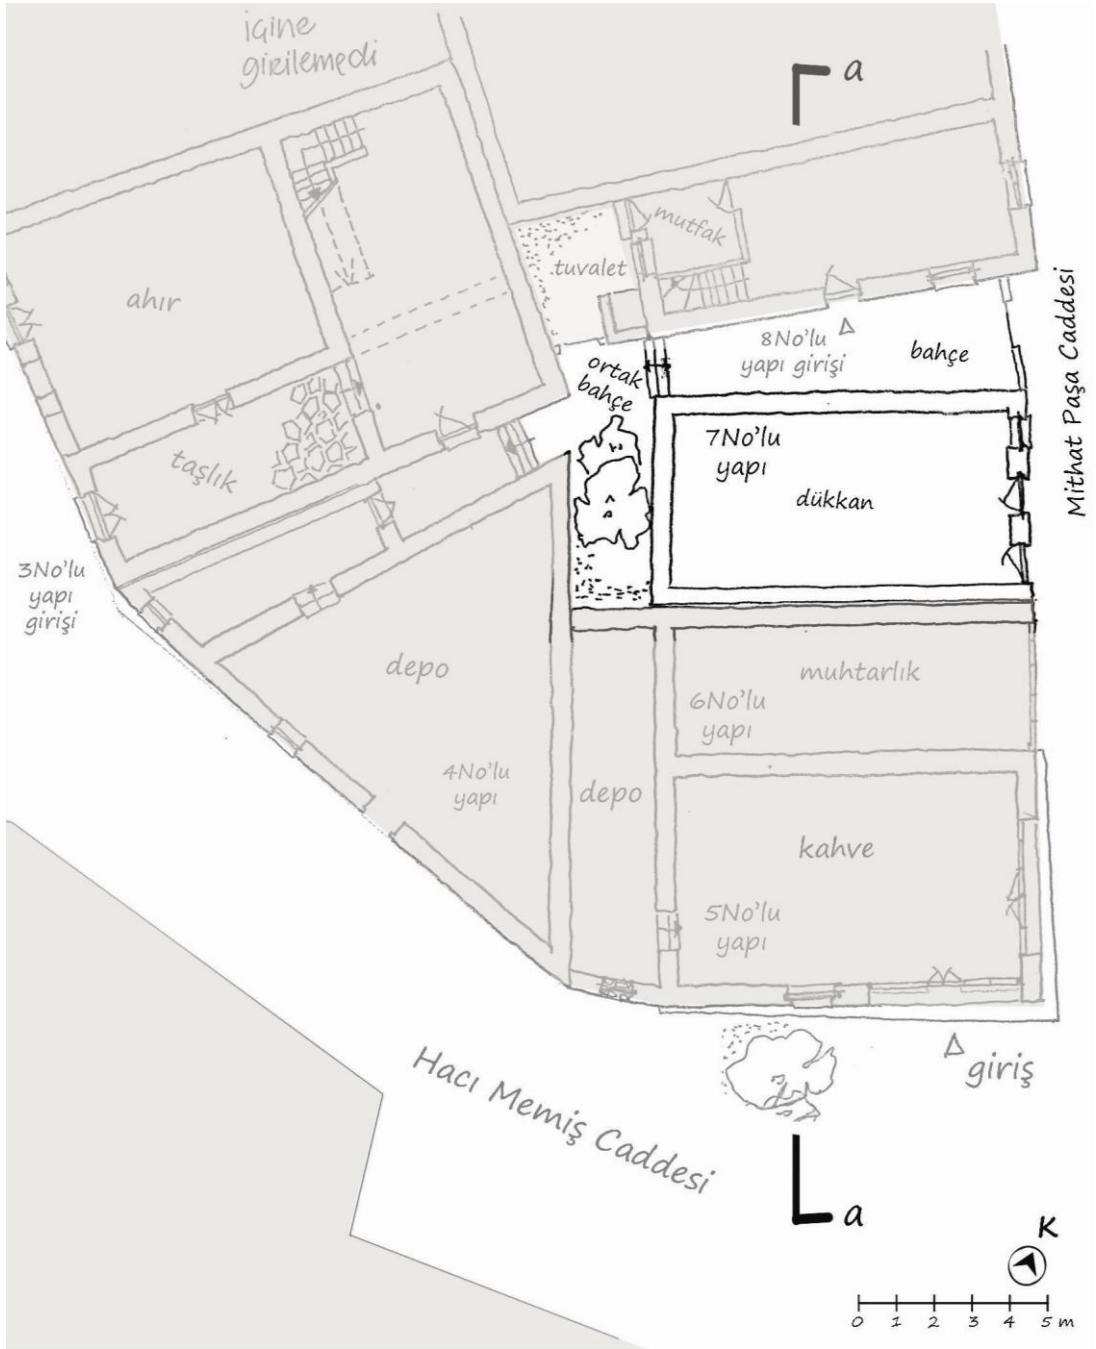 içine
girilemedi
a
mutfak
tuvalet
ahır
8No'lu
yapı girişi
bahçe
ortak
bahçe
Mithat Paşa Caddesi
7No'lu
yapı
dükkan
taşlık
3No'lu
yapı
girişi
depo
muhtarlık
6No'lu
yapı
4No'lu
yapı
depo
kahve
5No'lu
yapı
giriş
Hacı Memiş Caddesi
a
K
0 1 2 3 4 5 m